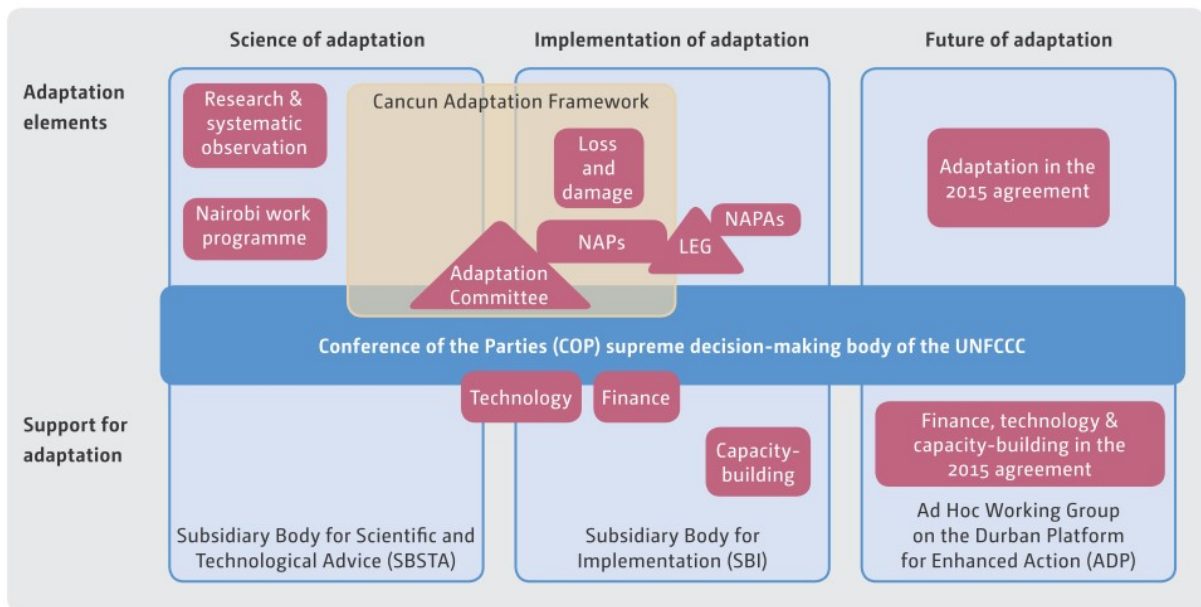 Science of adaptation
Implementation of adaptation
Future of adaptation
Adaptation
elements
Research &
systematic
observation
Nairobi work
programme
Cancun Adaptation Framework
Loss
and
damage
NAPs
LEG
NAPAs
Adaptation
Committee
Adaptation in the
2015 agreement
Conference of the Parties (COP) supreme decision-making body of the UNFCCC
Support for
adaptation
Technology
Finance
Capacity-
building
Finance, technology &
capacity-building in the
2015 agreement
Subsidiary Body for Scientific and
Technological Advice (SBSTA)
Subsidiary Body for
Implementation (SBI)
Ad Hoc Working Group
on the Durban Platform
for Enhanced Action (ADP)